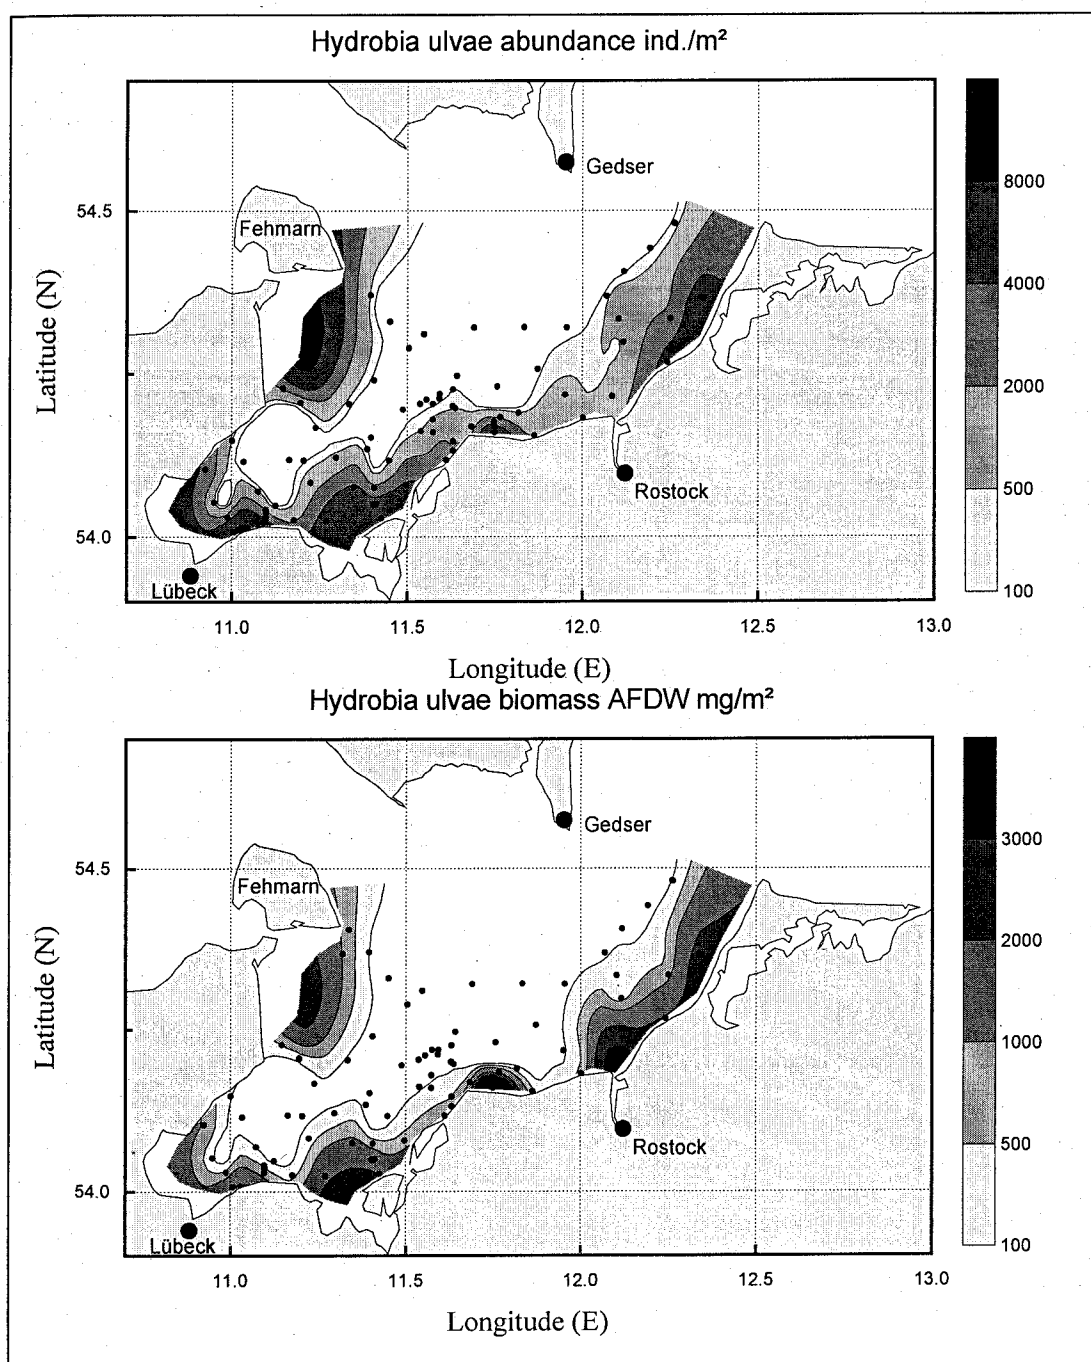 Hydrobia ulvae abundance ind./m²
Gedser
8000
54.5
Fehmarn
4000
Latitude (N)
2000
Rostock
500
54.0
Lübeck
100
11.0 11.5 12.0 12.5 13.0
Longitude (E)
Hydrobia ulvae biomass AFDW mg/m²
Gedser
3000
54.5
Fehmarn
2000
Latitude (N)
1000
Rostock
500
54.0
Lübeck
100
11.0 11.5 12.0 12.5 13.0
Longitude (E)